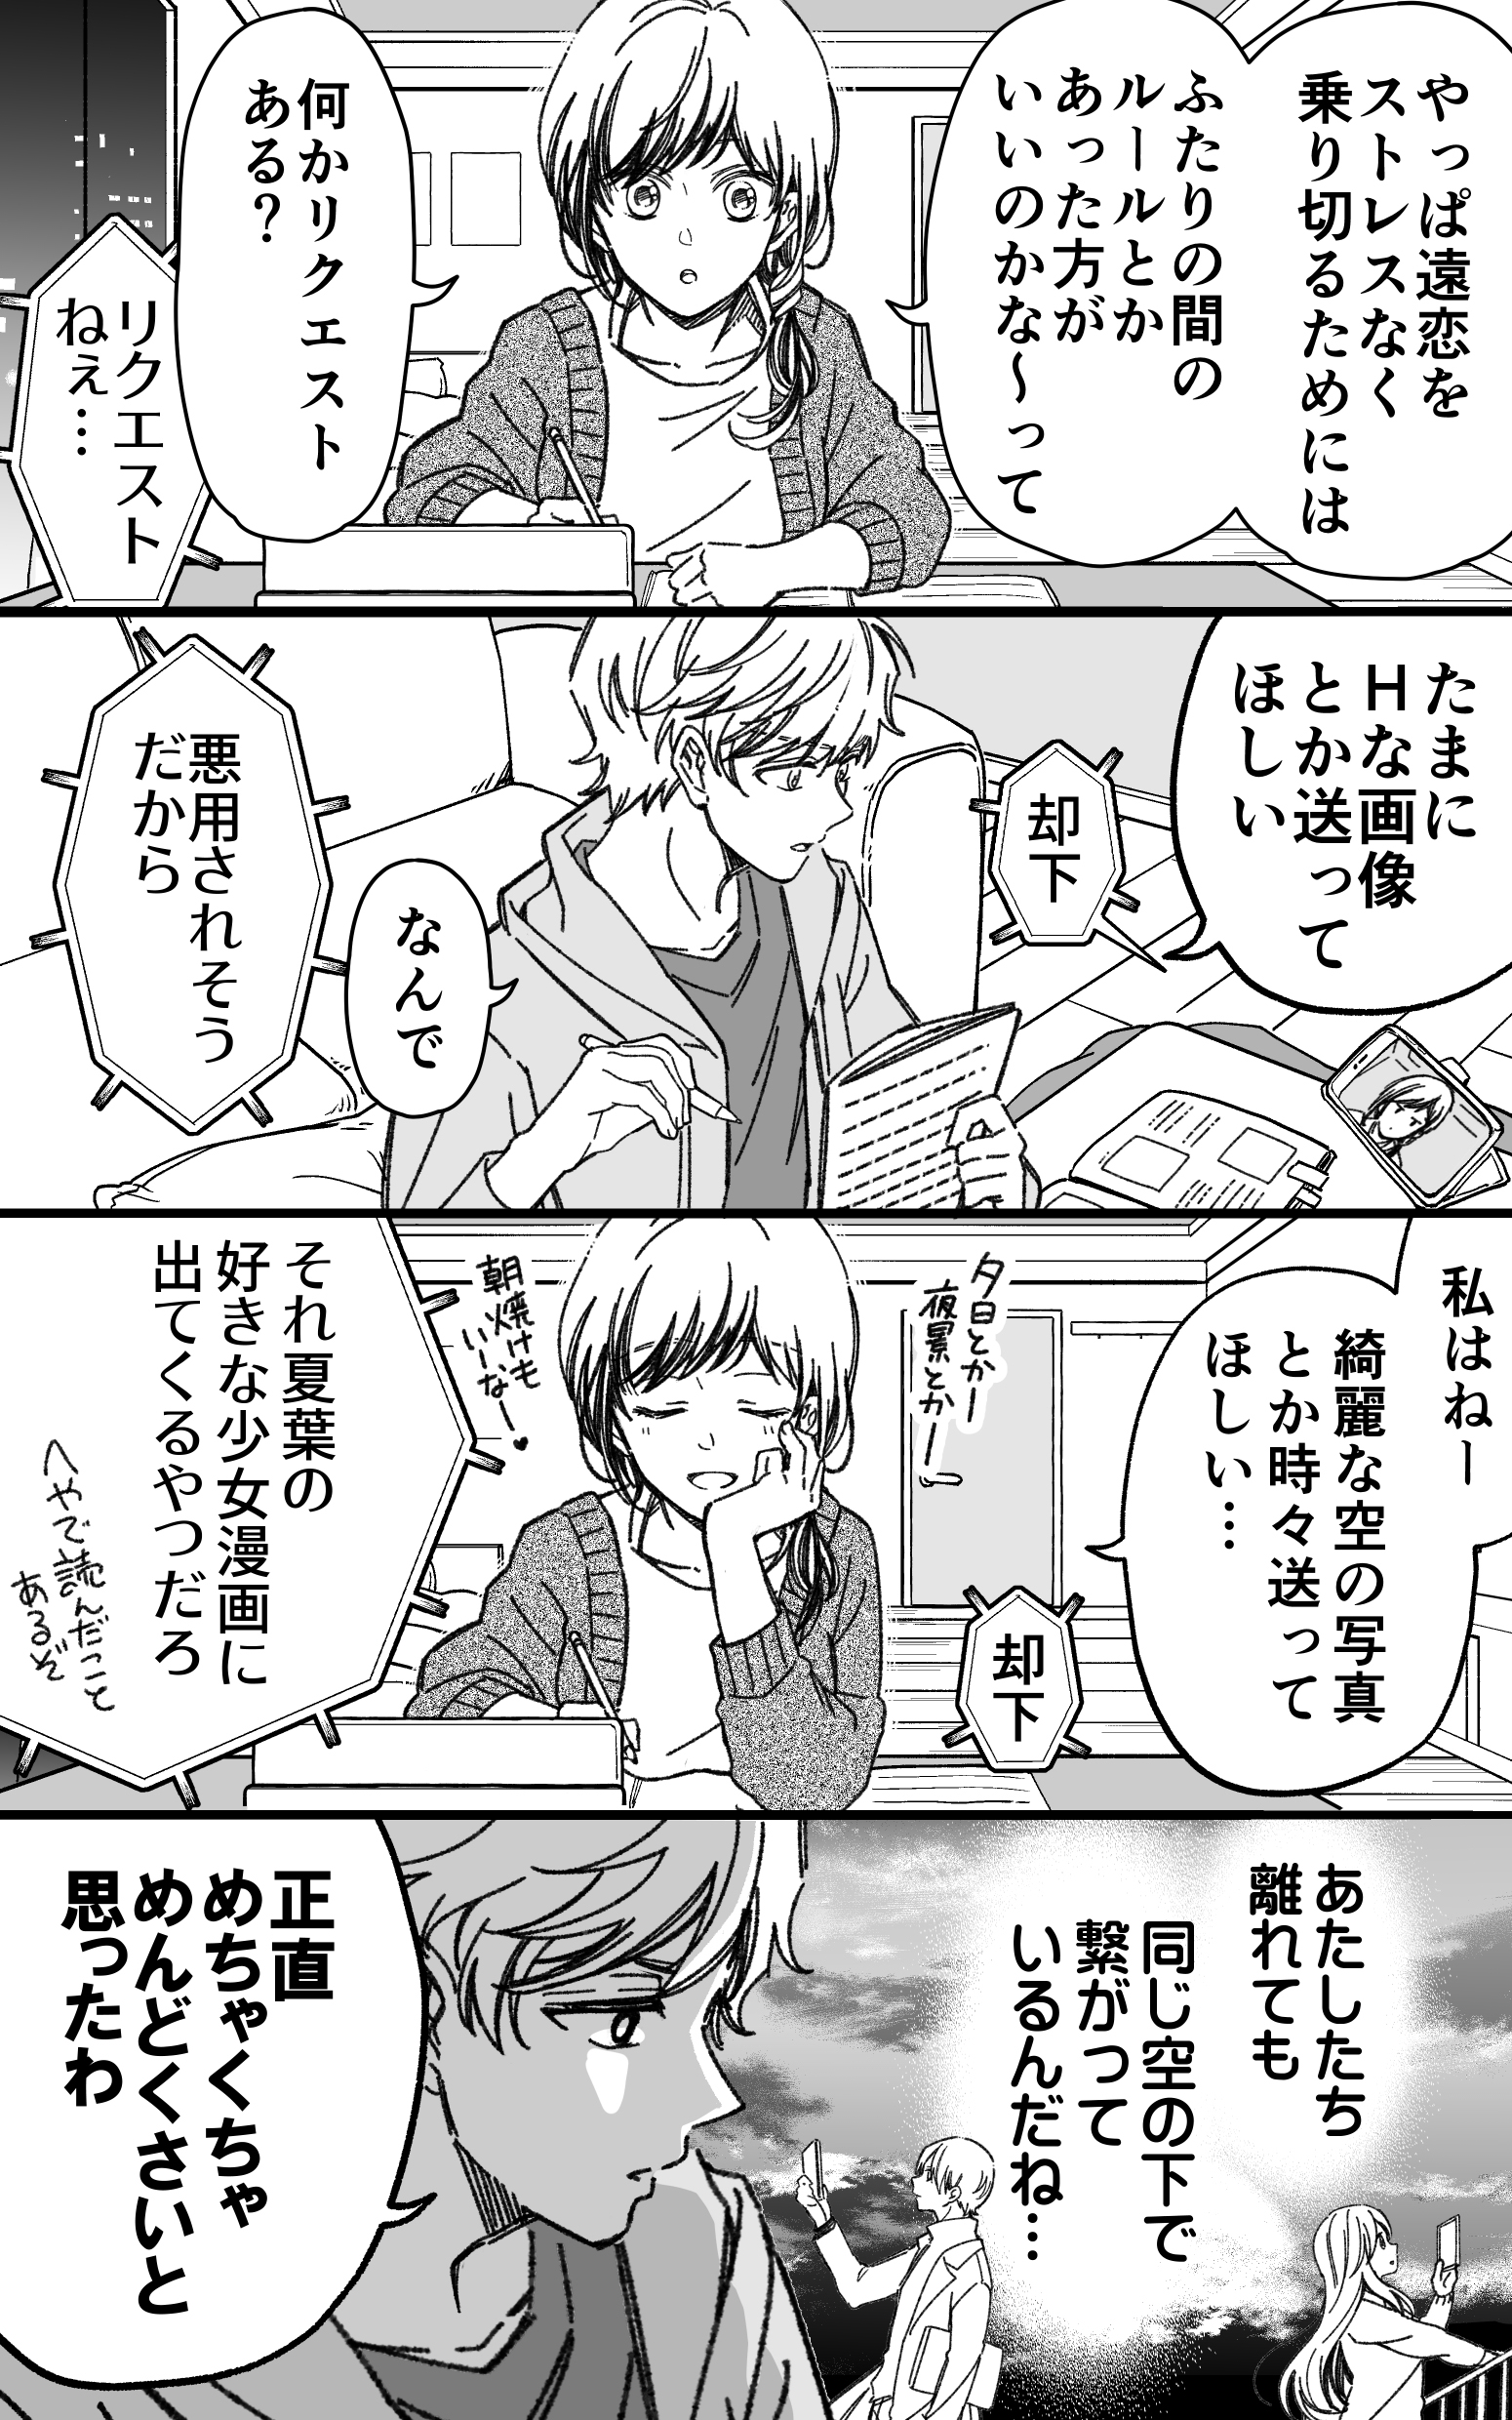 やっぱ遠恋を
ストレスなく
乗り切るためには
ふたりの間の
ルールとか
あった方が
いいのかな～って
何かリクエスト
ある？
リクエスト
ねぇ…
たまに
Hな画像
とか送って
ほしい
却下
なんで
悪用されそう
だから
私はねー
綺麗な空の写真
とか時々送って
ほしい…
夕日とかー
夜景とかー
朝焼けも
いーなー♥
却下
それ夏葉の
好きな少女漫画に
出てくるやつだろ
へやで読んだこと
あるぞ
あたしたち
離れても
同じ空の下で
繋がって
いるんだね…
正直
めちゃくちゃ
めんどくさいと
思ったわ